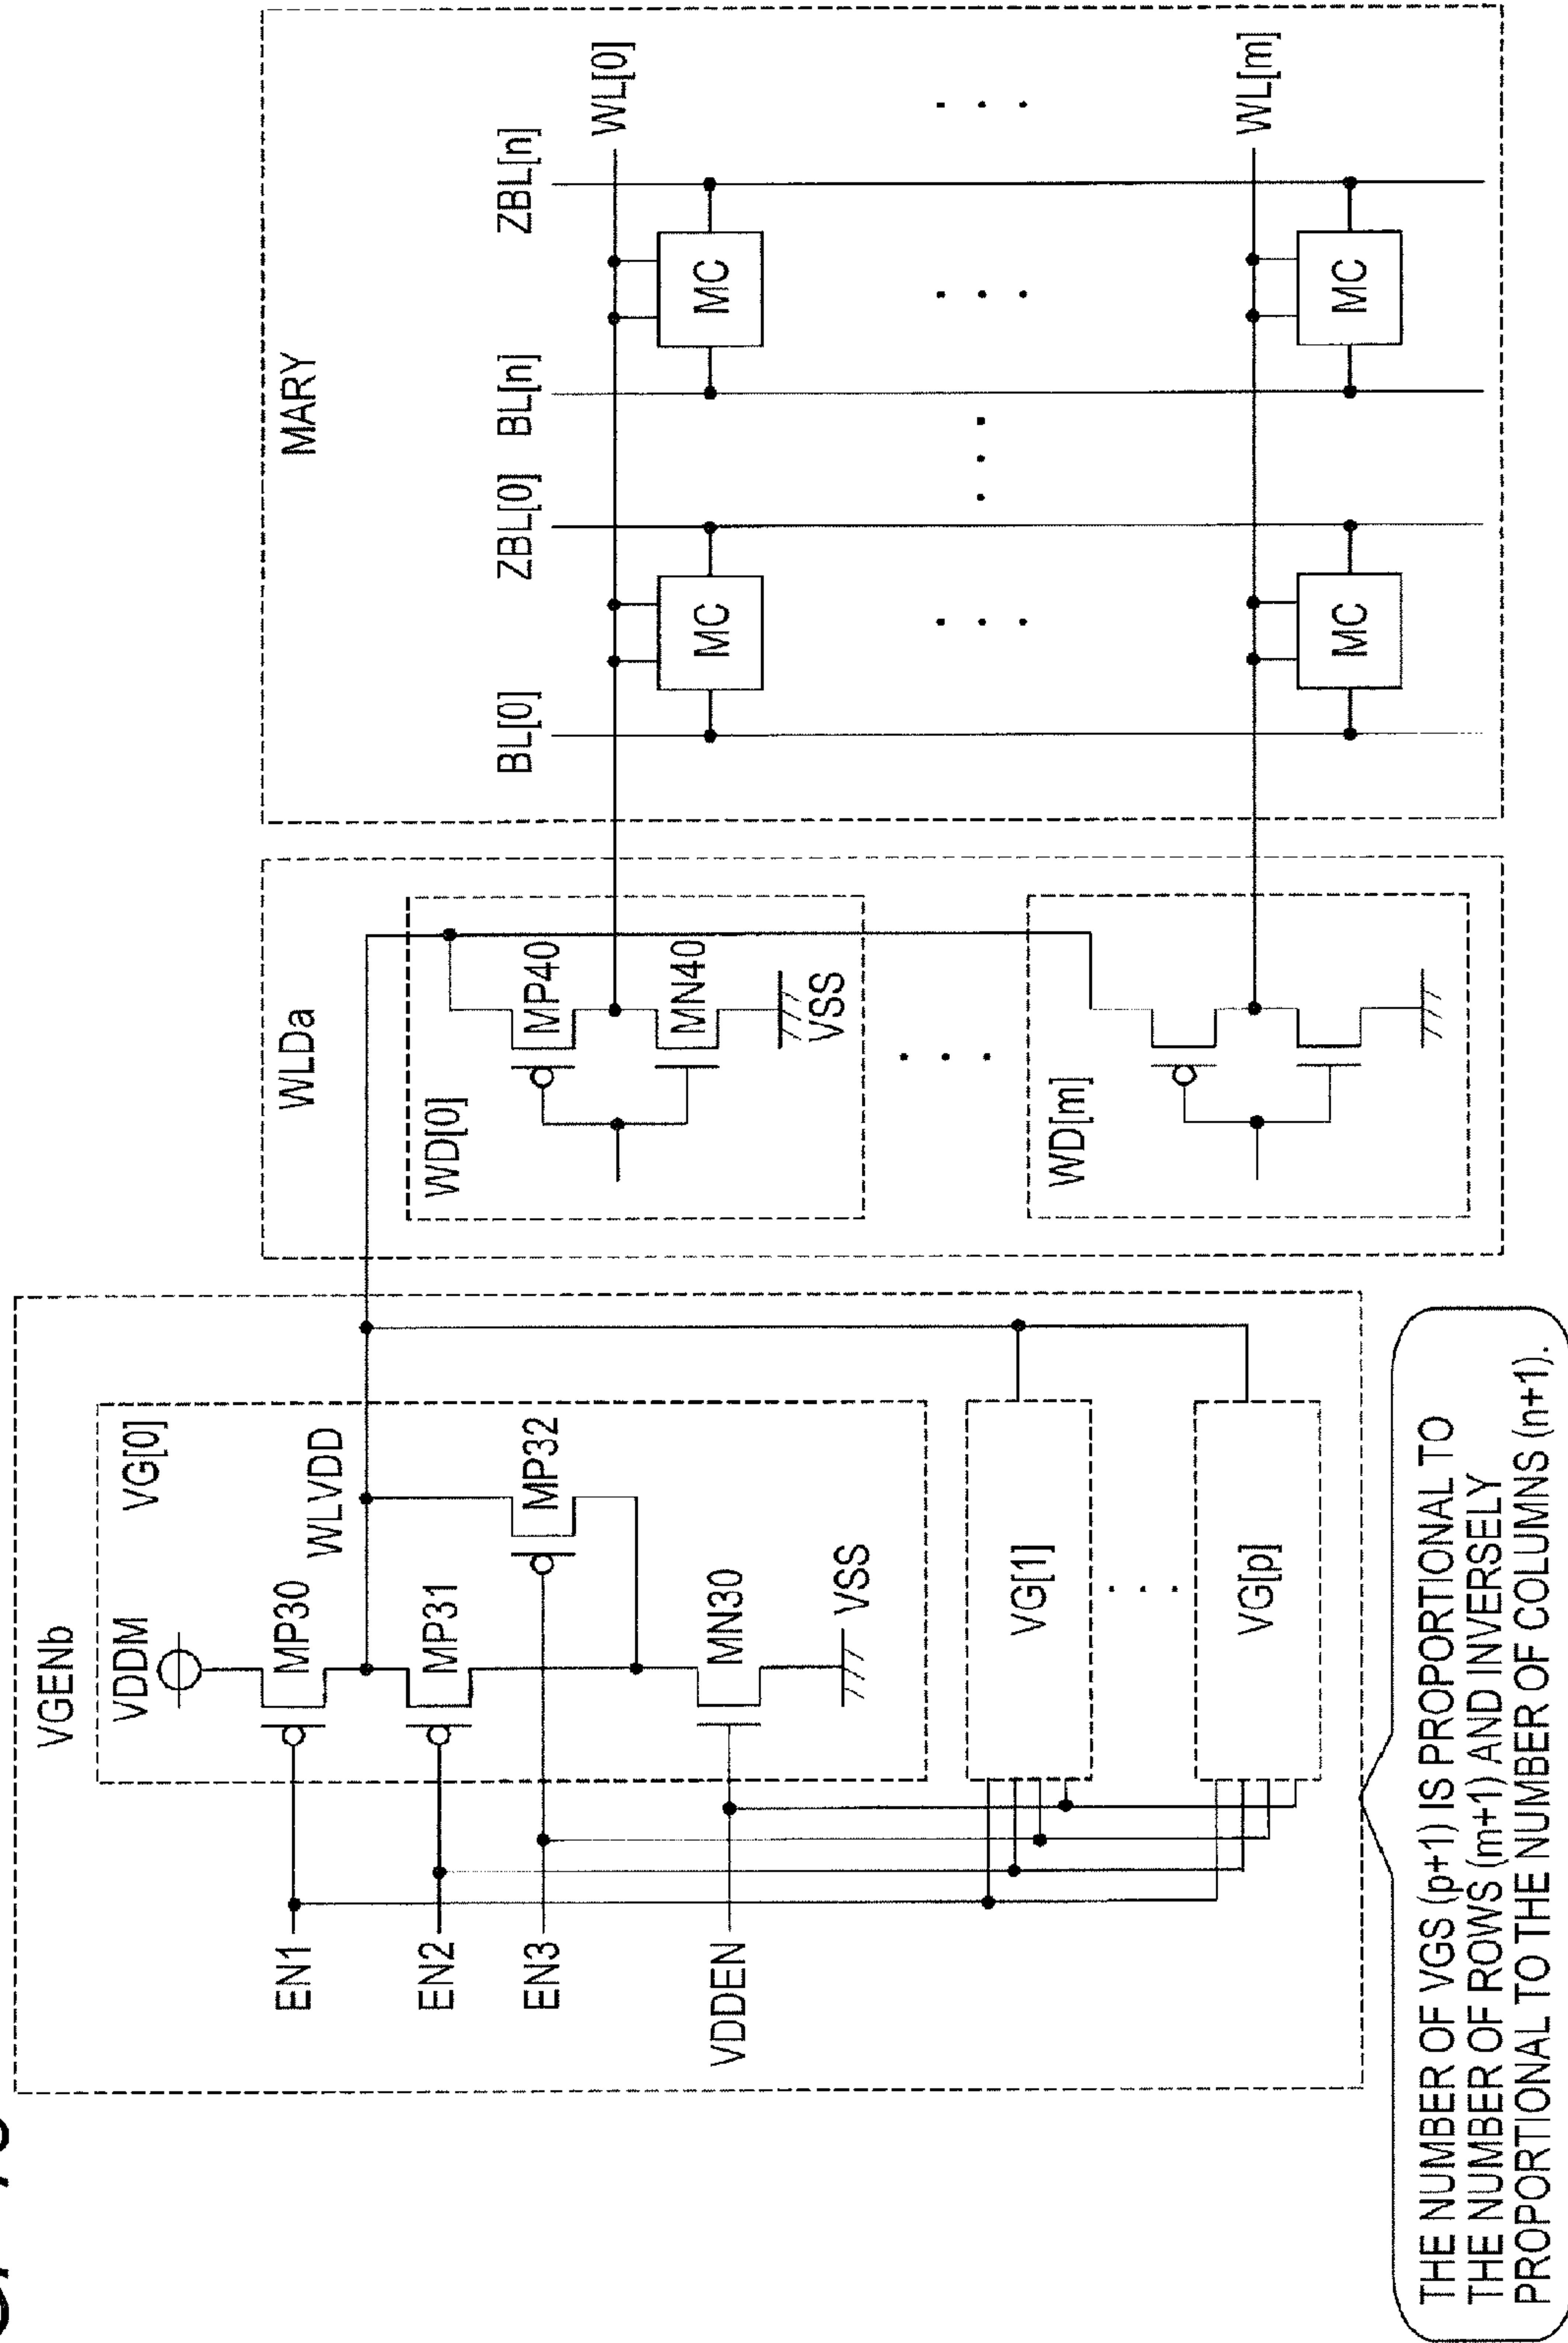 VGENb
VDDM
VG[0]
MP30
WLVDD
EN1
MP31
EN2
MP32
EN3
MN30
VDDEN
VSS
VG[1]
VG[p]
WLDa
WD[0]
MP40
MN40
VSS
WD[m]
MARY
BL[0]
ZBL[0]
BL[n]
ZBL[n]
WL[0]
MC
MC
WL[m]
MC
MC
THE NUMBER OF VGS (p+1) IS PROPORTIONAL TO
THE NUMBER OF ROWS (m+1) AND INVERSELY
PROPORTIONAL TO THE NUMBER OF COLUMNS (n+1).